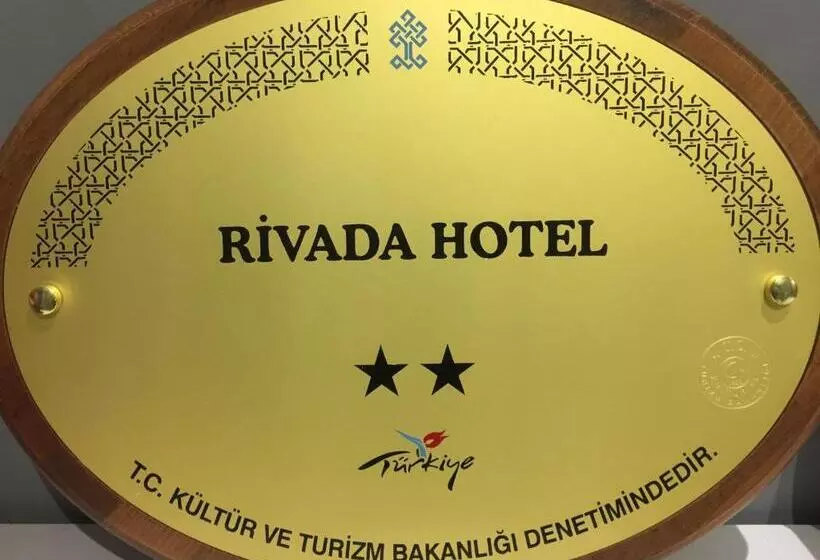 RİVADA HOTEL
Türkiye
T.C. KÜLTÜR VE TURİZM BAKANLIĞI DENETİMİNDEDİR.